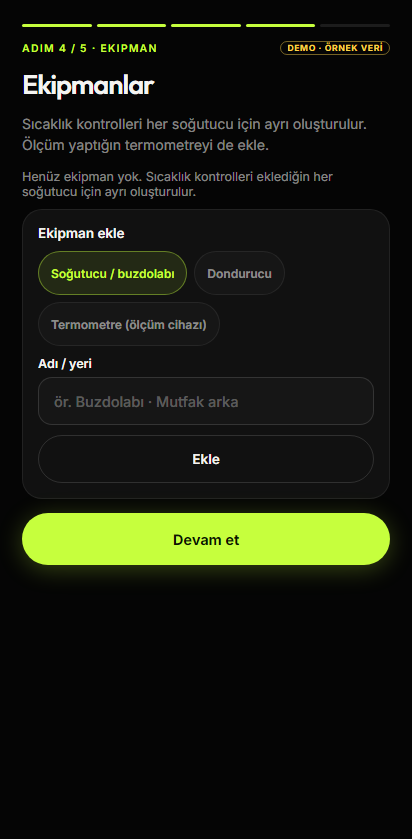 ADIM 4 / 5 · EKIPMAN
DEMO · ÖRNEK VERİ
Ekipmanlar
Sıcaklık kontrolleri her soğutucu için ayrı oluşturulur.
Ölçüm yaptığın termometreyi de ekle.
Henüz ekipman yok. Sıcaklık kontrolleri eklediğin her
soğutucu için ayrı oluşturulur.
Ekipman ekle
Soğutucu / buzdolabı
Dondurucu
Termometre (ölçüm cihazı)
Adı / yeri
ör. Buzdolabı · Mutfak arka
Ekle
Devam et